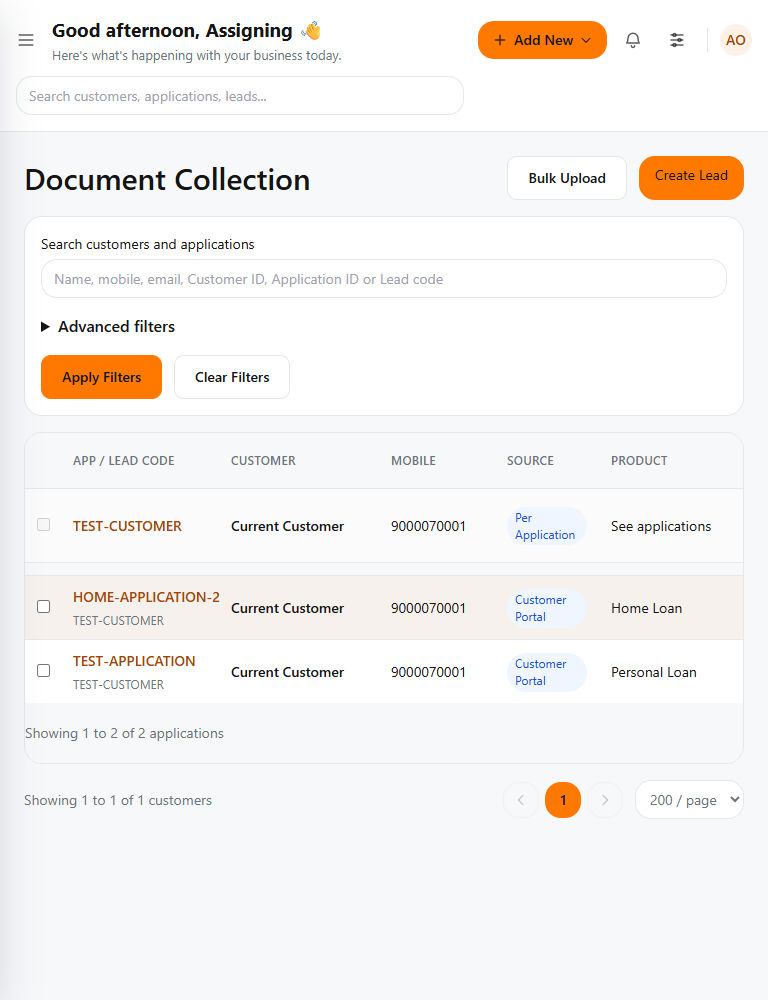 Good afternoon, Assigning 👋
Here's what's happening with your business today.
+ Add New
AO
Search customers, applications, leads...
Document Collection
Bulk Upload
Create Lead
Search customers and applications
Name, mobile, email, Customer ID, Application ID or Lead code
Advanced filters
Apply Filters
Clear Filters
APP / LEAD CODE CUSTOMER MOBILE SOURCE PRODUCT
TEST-CUSTOMER Current Customer 9000070001 Per Application See applications
HOME-APPLICATION-2 Current Customer 9000070001 Customer Portal Home Loan
TEST-CUSTOMER
TEST-APPLICATION Current Customer 9000070001 Customer Portal Personal Loan
TEST-CUSTOMER
Showing 1 to 2 of 2 applications
Showing 1 to 1 of 1 customers
1
200 / page